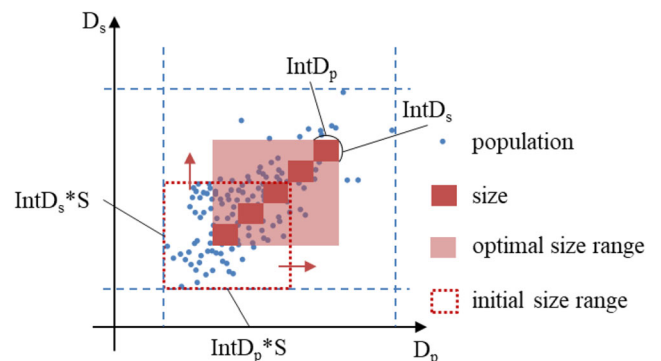 Dₛ
IntDₚ
IntDₛ
population
size
IntDₛ*S
optimal size range
initial size range
IntDₚ*S
Dₚ